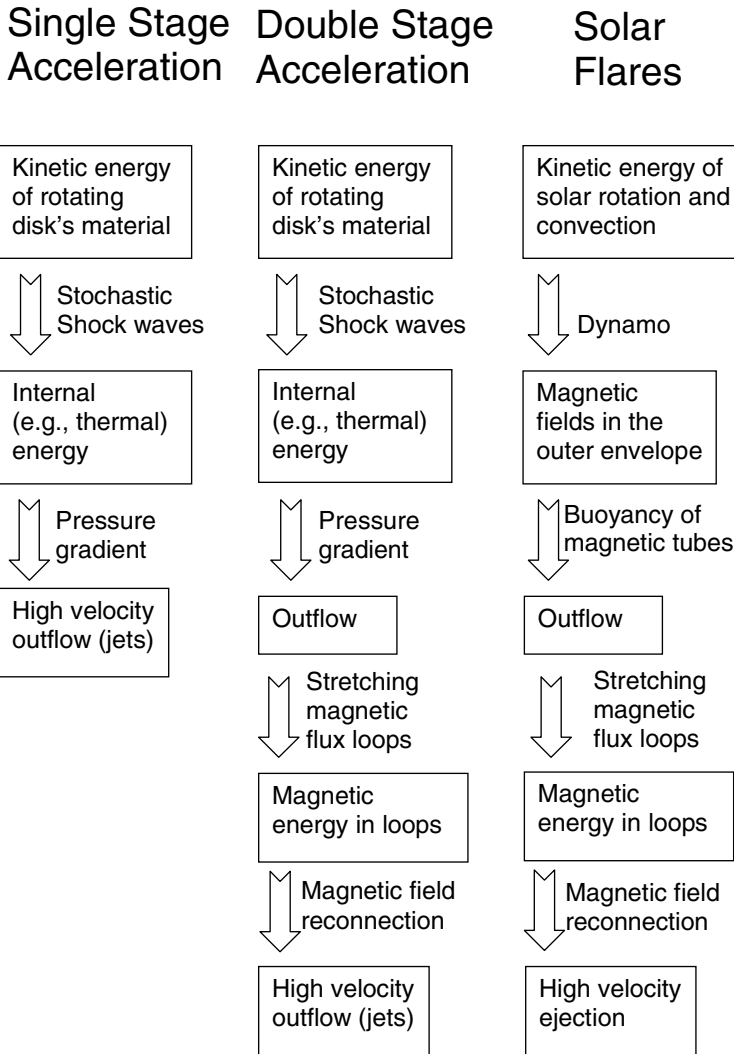 Single Stage
Acceleration
Kinetic energy
of rotating
disk's material
Stochastic
Shock waves
Internal
(e.g., thermal)
energy
Pressure
gradient
High velocity
outflow (jets)
Double Stage
Acceleration
Kinetic energy
of rotating
disk's material
Stochastic
Shock waves
Internal
(e.g., thermal)
energy
Pressure
gradient
Outflow
Stretching
magnetic
flux loops
Magnetic
energy in loops
Magnetic field
reconnection
High velocity
outflow (jets)
Solar
Flares
Kinetic energy of
solar rotation and
convection
Dynamo
Magnetic
fields in the
outer envelope
Buoyancy of
magnetic tubes
Outflow
Stretching
magnetic
flux loops
Magnetic
energy in loops
Magnetic field
reconnection
High velocity
ejection